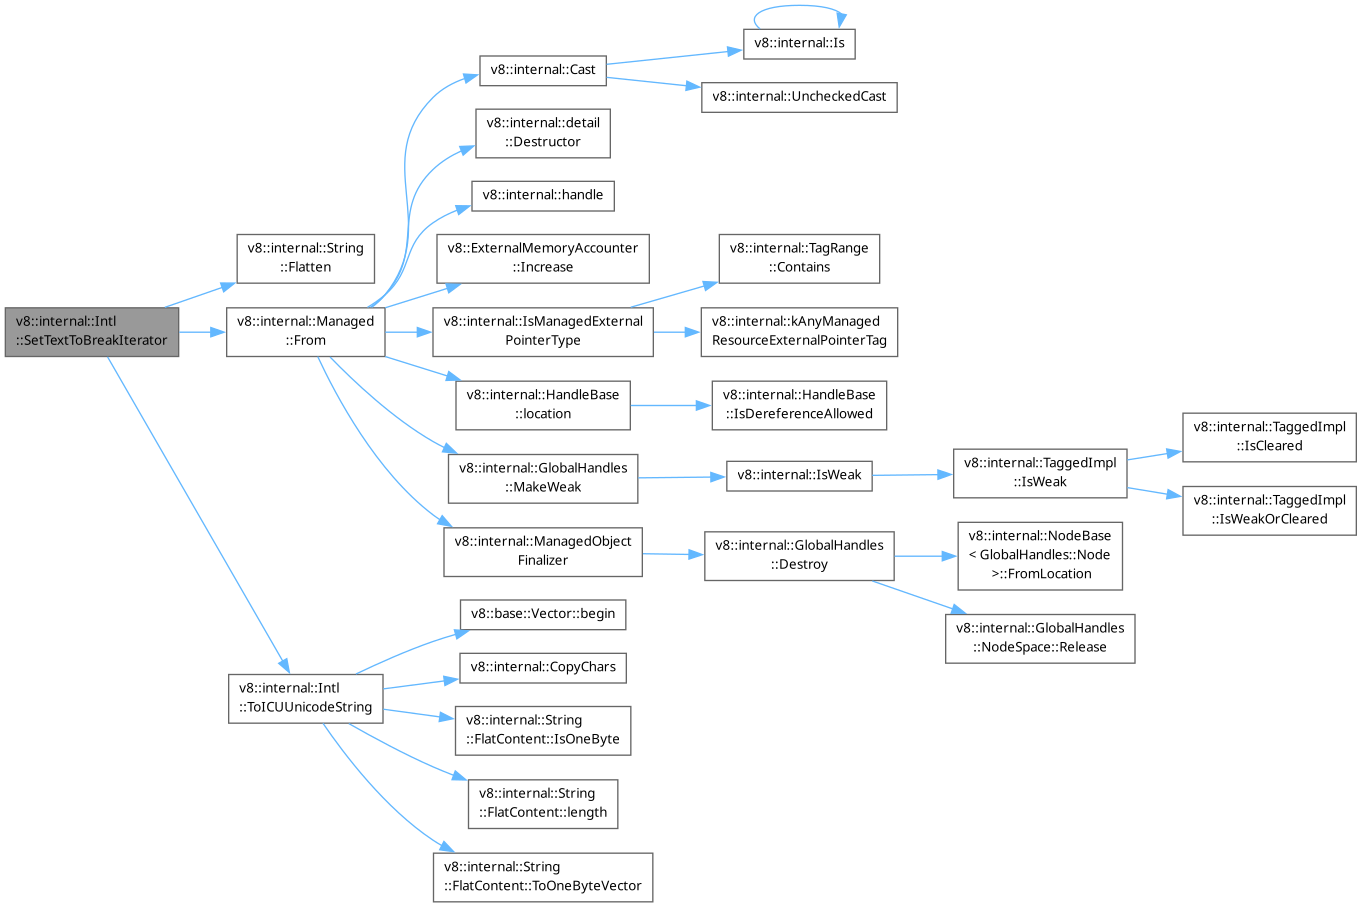 v8::internal::Is
v8::internal::Cast
v8::internal::UncheckedCast
v8::internal::detail
::Destructor
v8::internal::handle
v8::internal::String
::Flatten
v8::ExternalMemoryAccounter
::Increase
v8::internal::TagRange
::Contains
v8::internal::Intl
::SetTextToBreakIterator
v8::internal::Managed
::From
v8::internal::IsManagedExternal
PointerType
v8::internal::kAnyManaged
ResourceExternalPointerTag
v8::internal::HandleBase
::location
v8::internal::HandleBase
::IsDereferenceAllowed
v8::internal::TaggedImpl
::IsCleared
v8::internal::GlobalHandles
::MakeWeak
v8::internal::IsWeak
v8::internal::TaggedImpl
::IsWeak
v8::internal::TaggedImpl
::IsWeakOrCleared
v8::internal::ManagedObject
Finalizer
v8::internal::GlobalHandles
::Destroy
v8::internal::NodeBase
< GlobalHandles::Node
>::FromLocation
v8::internal::GlobalHandles
::NodeSpace::Release
v8::base::Vector::begin
v8::internal::CopyChars
v8::internal::Intl
::ToICUUnicodeString
v8::internal::String
::FlatContent::IsOneByte
v8::internal::String
::FlatContent::length
v8::internal::String
::FlatContent::ToOneByteVector